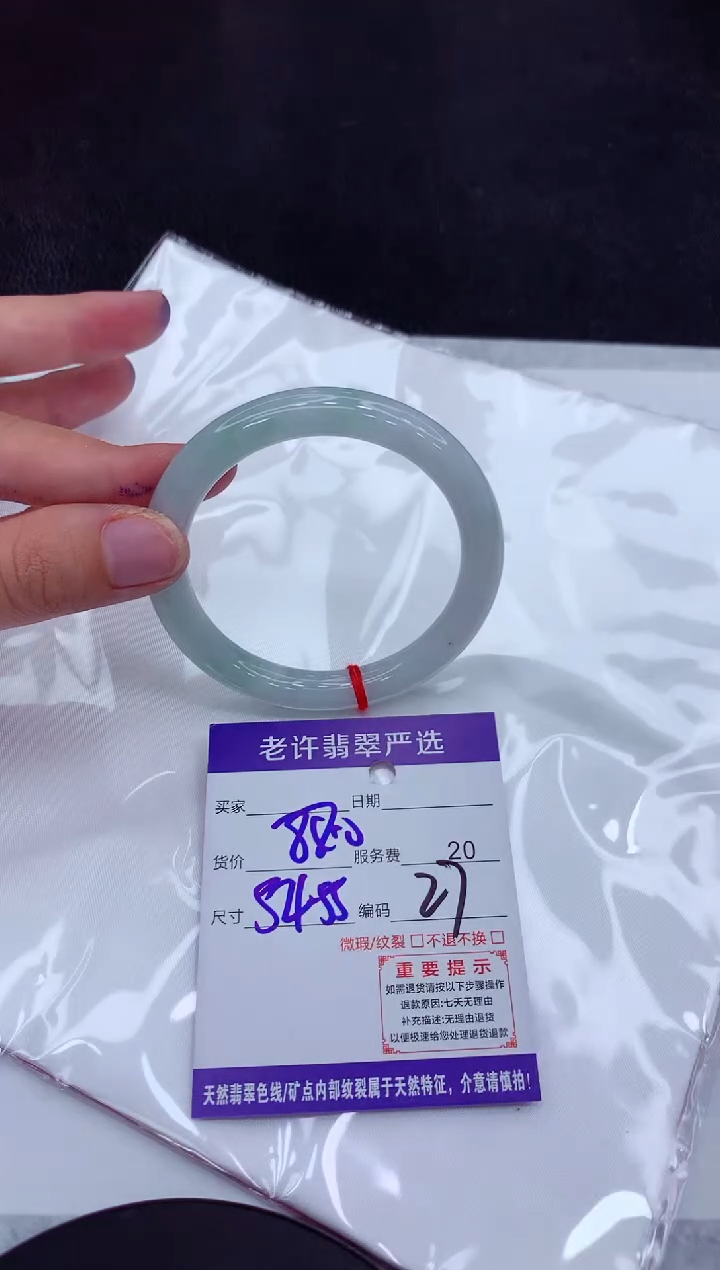 老许翡翠严选
买家 日期
货价 服务费 20
尺寸 5455 编码 27
微瑕/纹裂 □ 不退不换 □
重要提示
如需退货请按以下步骤操作
退款原因:七天无理由
补充描述:无理由退货
以便极速给您处理退货退款
天然翡翠色线/矿点内部纹裂属于天然特征，介意请慎拍!